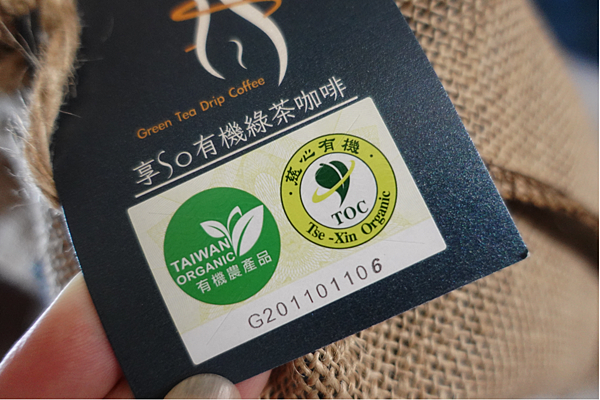 Green Tea Drip Coffee
享So有機綠茶咖啡
TAIWAN
ORGANIC
有機農產品
慈心有機
TOC
Tse-Xin Organic
G201101106